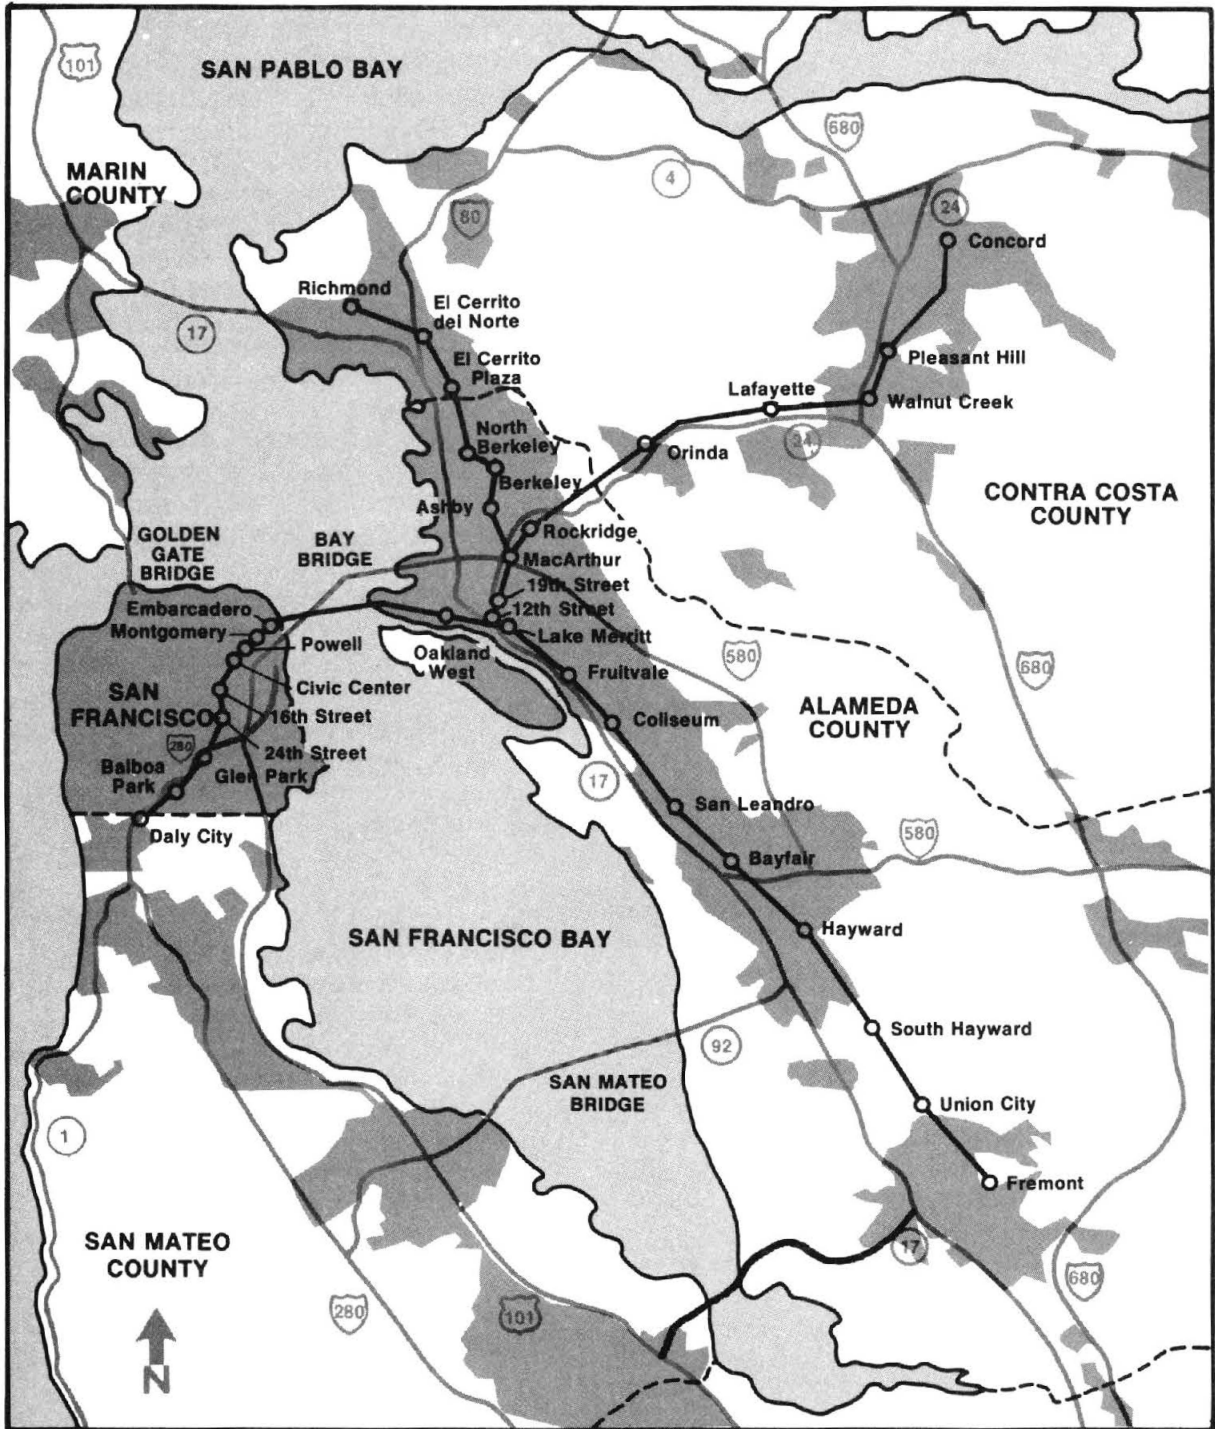 101
SAN PABLO BAY
680
MARIN
COUNTY
4
80
24
Concord
Richmond
El Cerrito
del Norte
17
El Cerrito
Plaza
Pleasant Hill
Lafayette
Walnut Creek
North
Berkeley
Orinda
24
Berkeley
Ashby
CONTRA COSTA
COUNTY
GOLDEN
GATE
BRIDGE
BAY
BRIDGE
Rockridge
MacArthur
19th Street
12th Street
Embarcadero
Montgomery
Lake Merritt
Powell
Oakland
West
580
680
Fruitvale
Civic Center
SAN
FRANCISCO
16th Street
ALAMEDA
COUNTY
Coliseum
280
24th Street
Balboa
Park
Glen Park
17
San Leandro
Daly City
580
Bayfair
SAN FRANCISCO BAY
Hayward
South Hayward
92
SAN MATEO
BRIDGE
Union City
1
Fremont
SAN MATEO
COUNTY
17
680
280
101
N